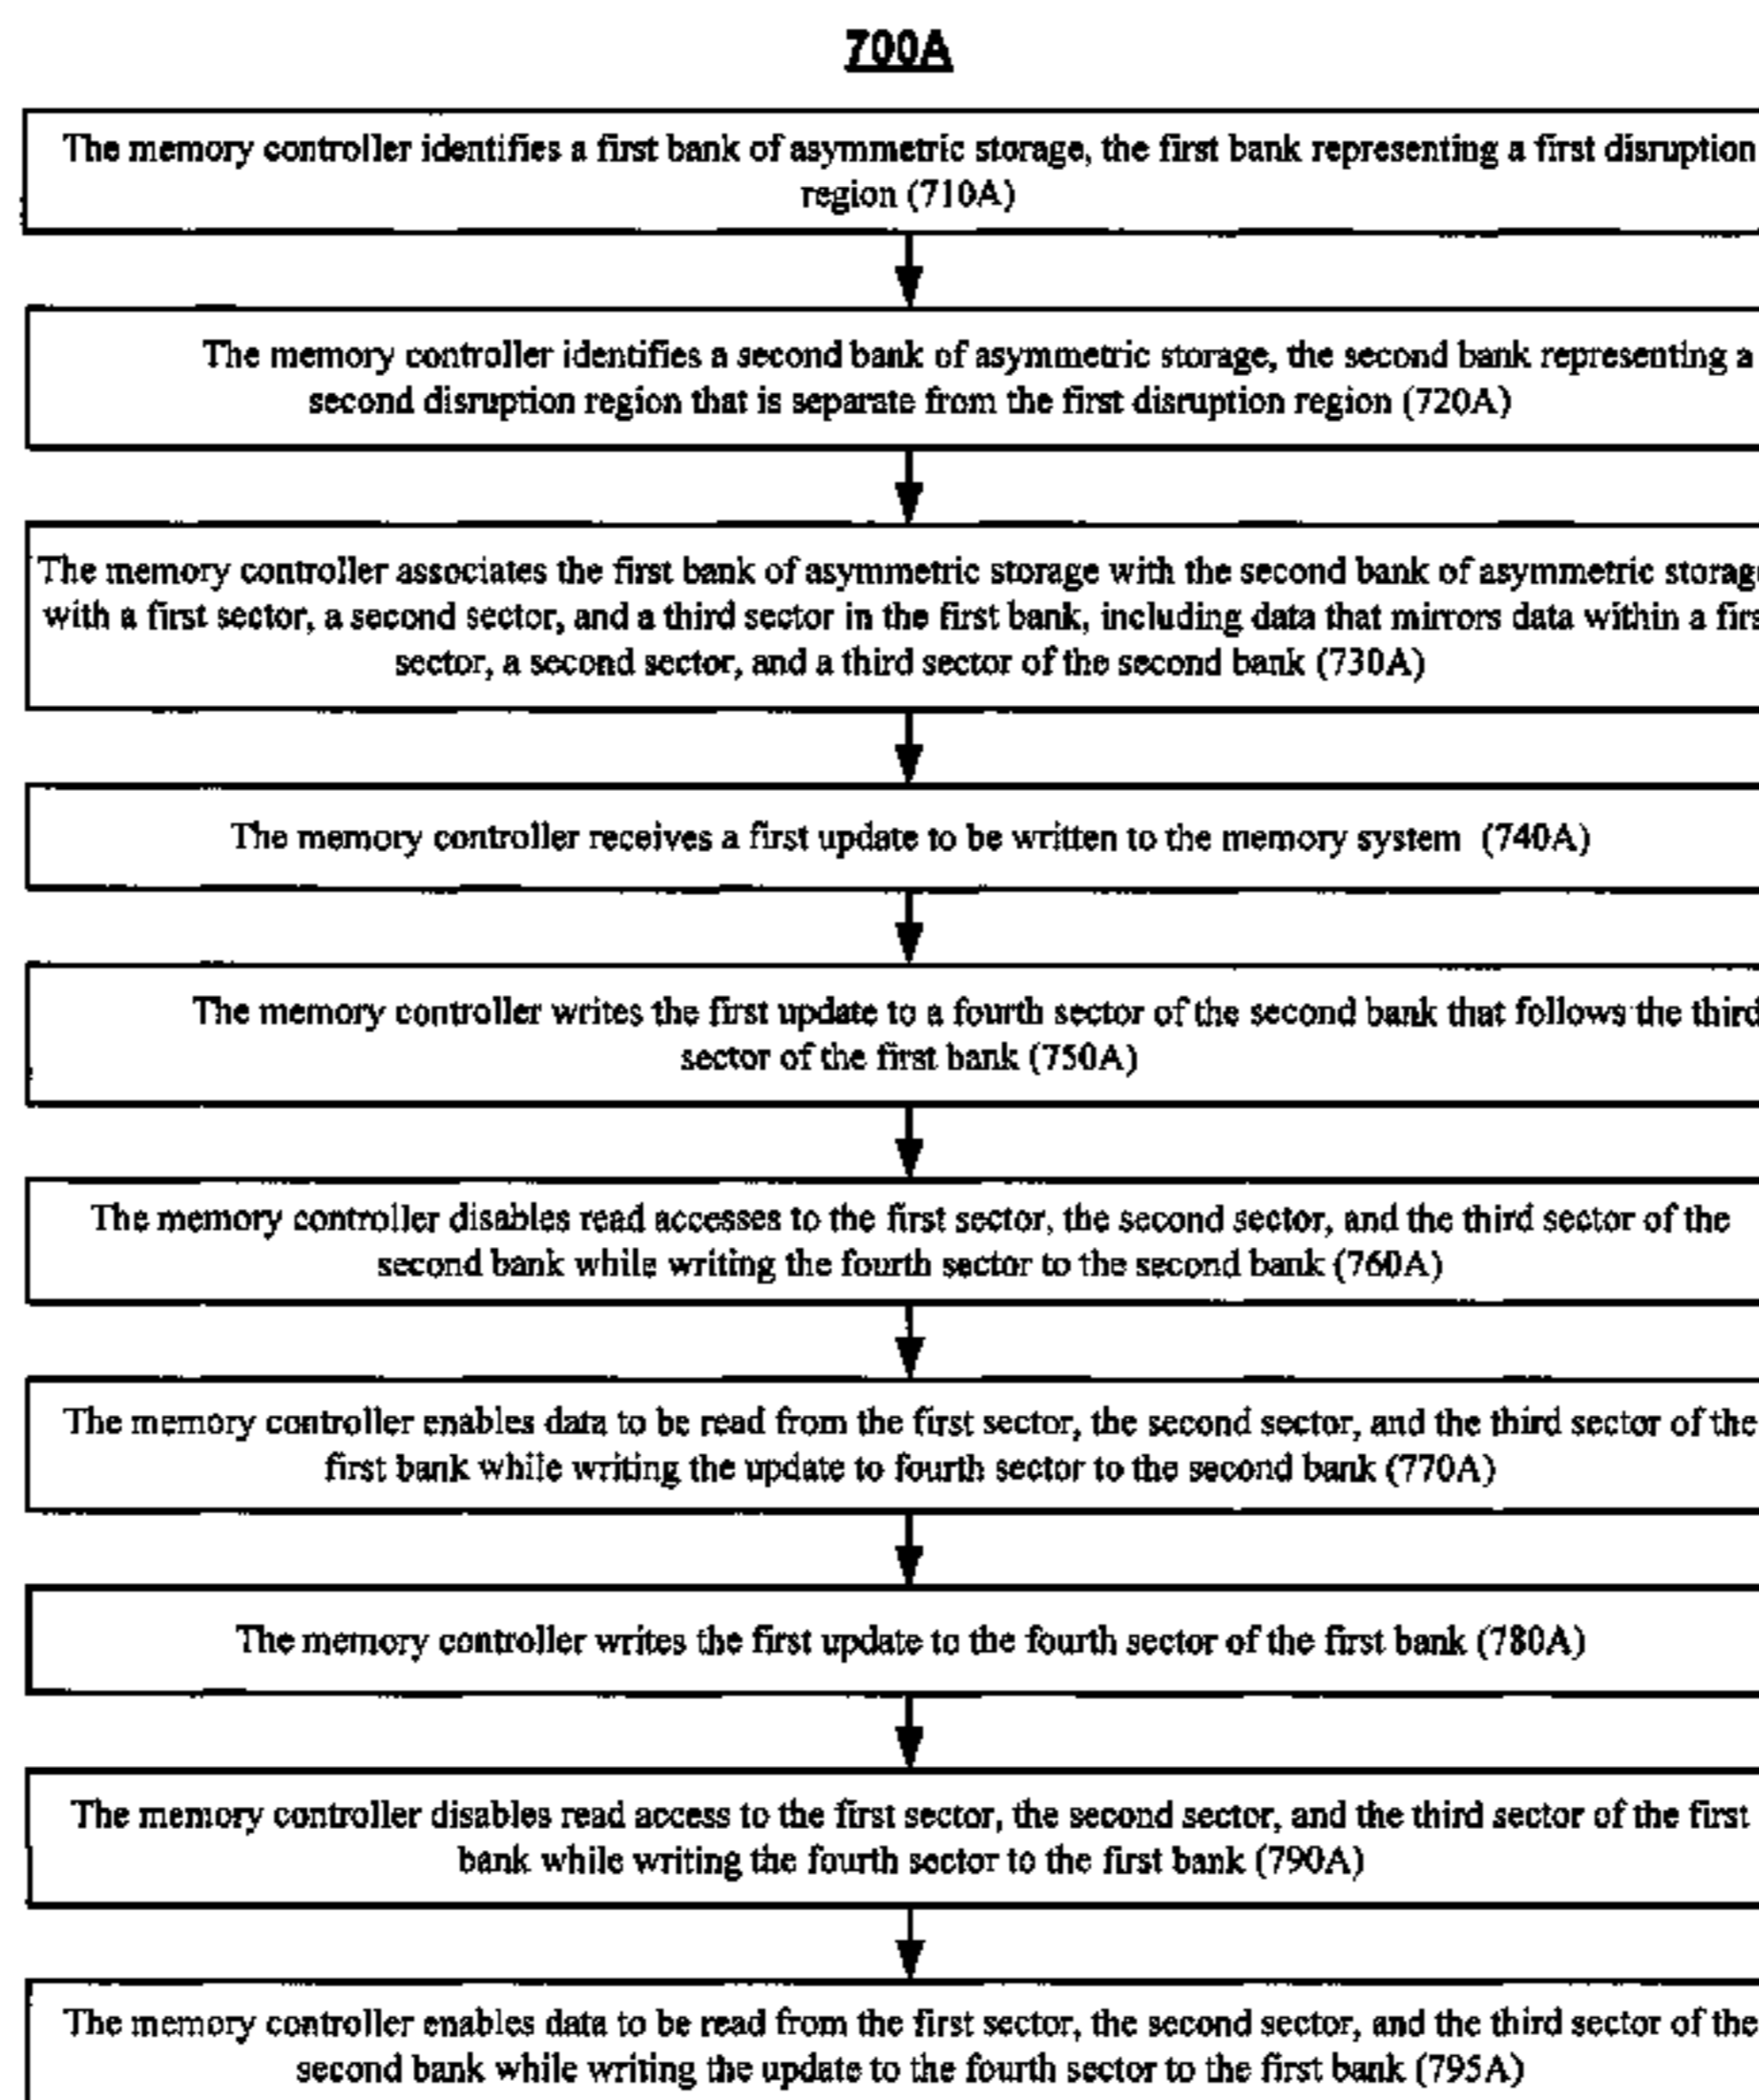 700A
The memory controller identifies a first bank of asymmetric storage, the first bank representing a first disruption
region (710A)
The memory controller identifies a second bank of asymmetric storage, the second bank representing a
second disruption region that is separate from the first disruption region (720A)
The memory controller associates the first bank of asymmetric storage with the second bank of asymmetric storage
with a first sector, a second sector, and a third sector in the first bank, including data that mirrors data within a firs
sector, a second sector, and a third sector of the second bank (730A)
The memory controller receives a first update to be written to the memory system (740A)
The memory controller writes the first update to a fourth sector of the second bank that follows the third
sector of the first bank (750A)
The memory controller disables read accesses to the first sector, the second sector, and the third sector of the
second bank while writing the fourth sector to the second bank (760A)
The memory controller enables data to be read from the first sector, the second sector, and the third sector of the
first bank while writing the update to fourth sector to the second bank (770A)
The memory controller writes the first update to the fourth sector of the first bank (780A)
The memory controller disables read access to the first sector, the second sector, and the third sector of the first
bank while writing the fourth sector to the first bank (790A)
The memory controller enables data to be read from the first sector, the second sector, and the third sector of the
second bank while writing the update to the fourth sector to the first bank (795A)